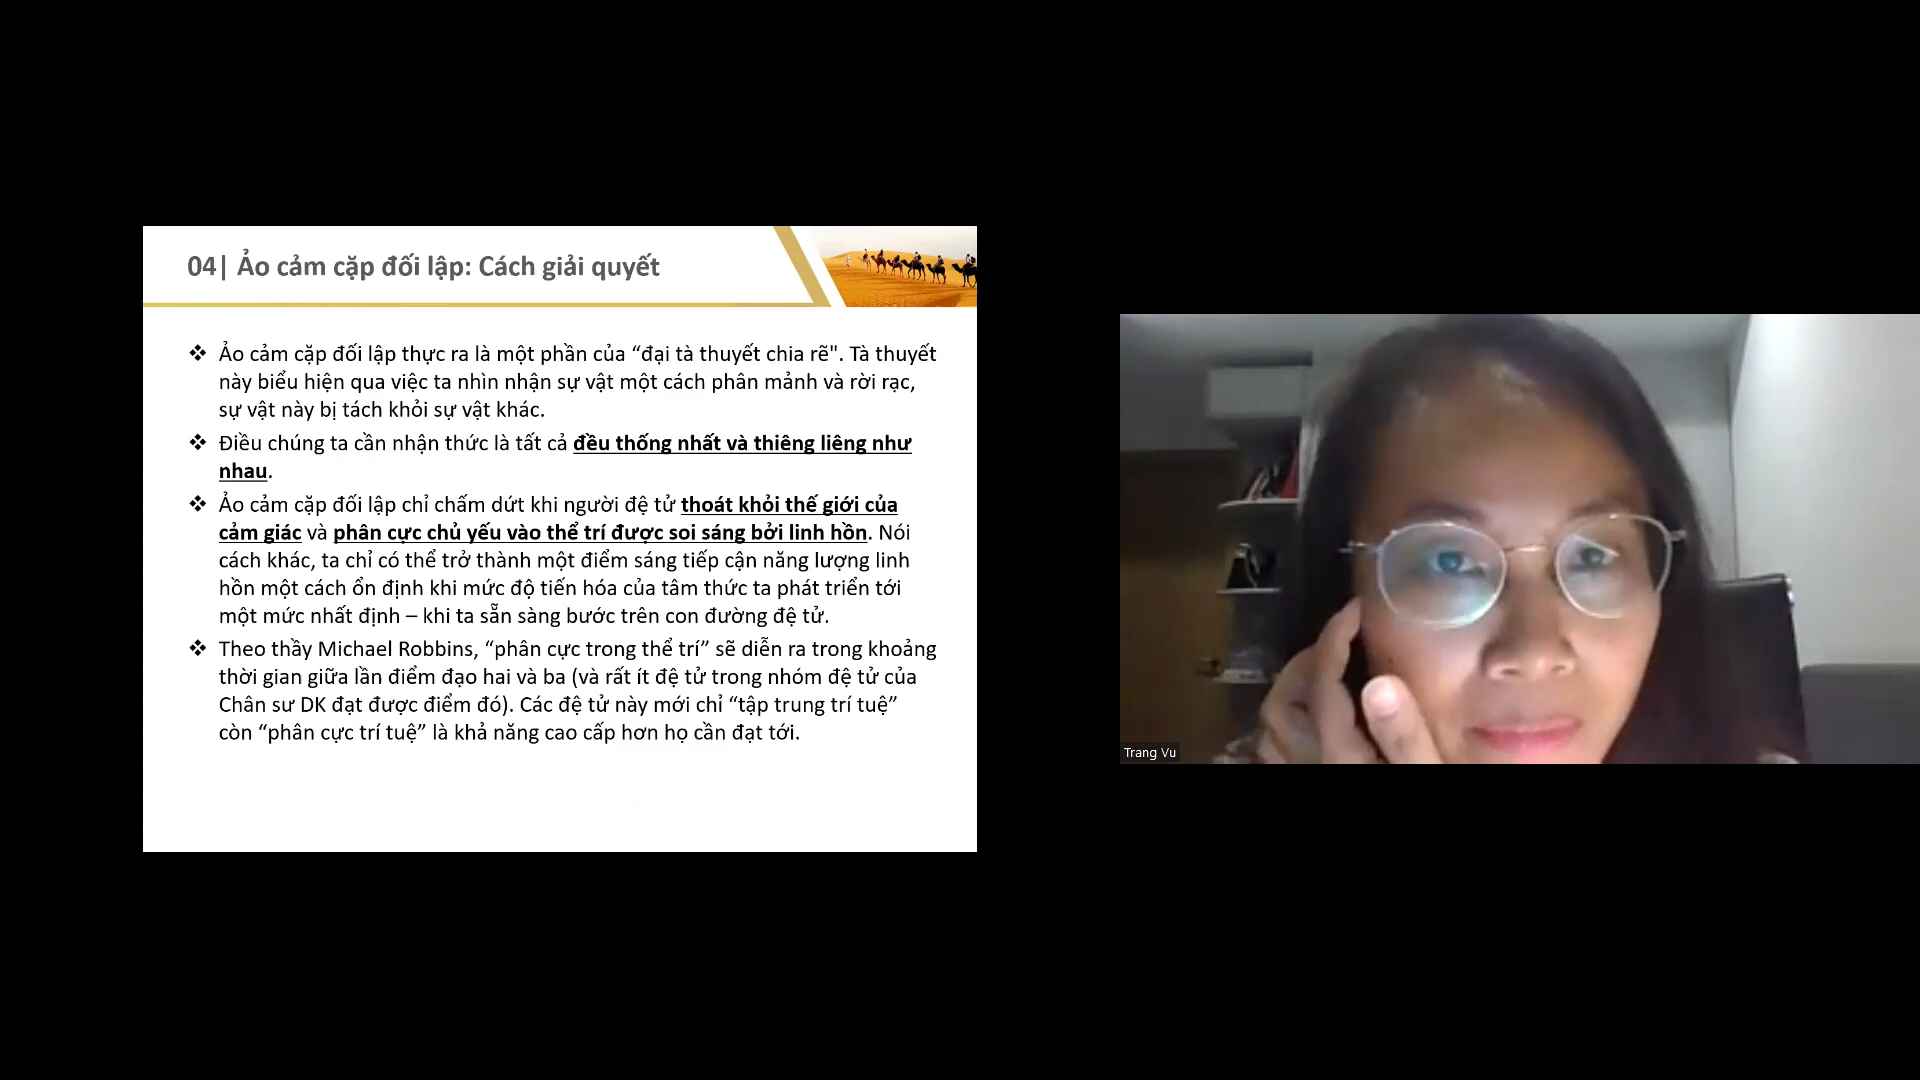 04| Ảo cảm cặp đối lập: Cách giải quyết
❖ Ảo cảm cặp đối lập thực ra là một phần của “đại tà thuyết chia rẽ". Tà thuyết
này biểu hiện qua việc ta nhìn nhận sự vật một cách phân mảnh và rời rạc,
sự vật này bị tách khỏi sự vật khác.
❖ Điều chúng ta cần nhận thức là tất cả đều thống nhất và thiêng liêng như
nhau.
❖ Ảo cảm cặp đối lập chỉ chấm dứt khi người đệ tử thoát khỏi thế giới của
cảm giác và phân cực chủ yếu vào thể trí được soi sáng bởi linh hồn. Nói
cách khác, ta chỉ có thể trở thành một điểm sáng tiếp cận năng lượng linh
hồn một cách ổn định khi mức độ tiến hóa của tâm thức ta phát triển tới
một mức nhất định – khi ta sẵn sàng bước trên con đường đệ tử.
❖ Theo thầy Michael Robbins, “phân cực trong thể trí” sẽ diễn ra trong khoảng
thời gian giữa lần điểm đạo hai và ba (và rất ít đệ tử trong nhóm đệ tử của
Chân sư DK đạt được điểm đó). Các đệ tử này mới chỉ “tập trung trí tuệ”
còn “phân cực trí tuệ” là khả năng cao cấp hơn họ cần đạt tới.
Trang Vu